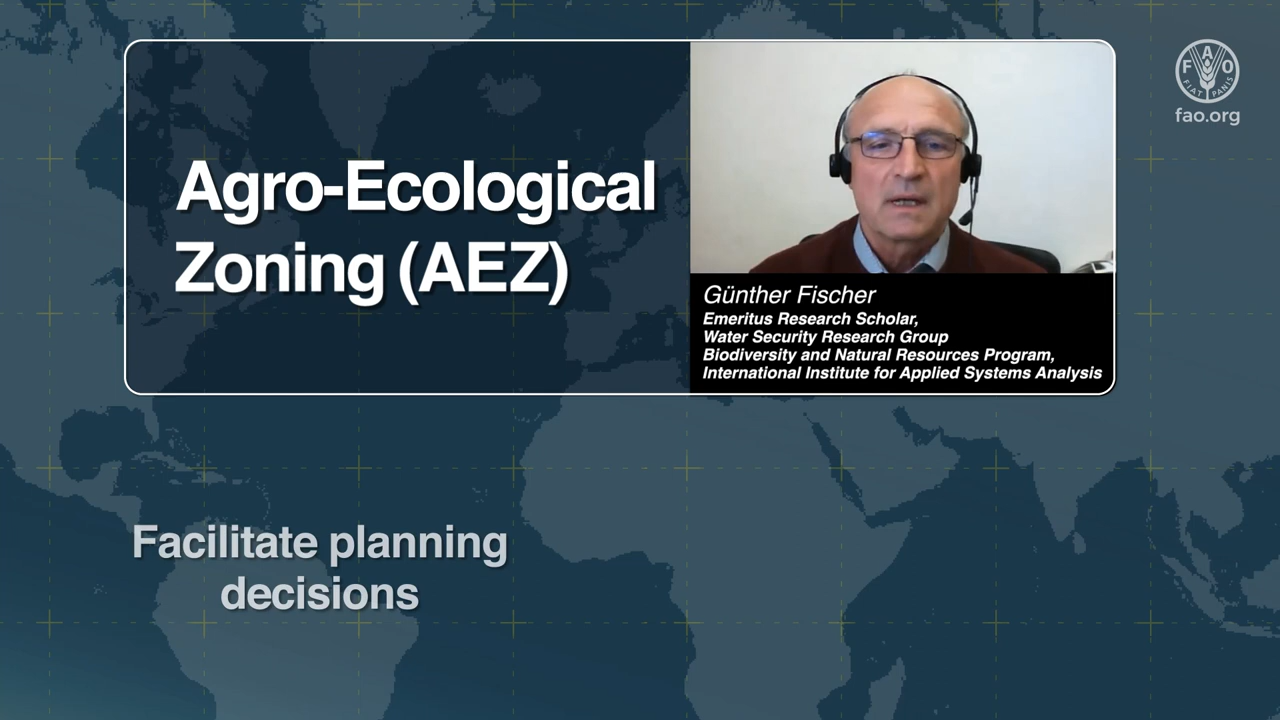 Agro-Ecological
Zoning (AEZ)
Günther Fischer
Emeritus Research Scholar,
Water Security Research Group
Biodiversity and Natural Resources Program,
International Institute for Applied Systems Analysis
F A O
FIAT PANIS
fao.org
Facilitate planning
decisions